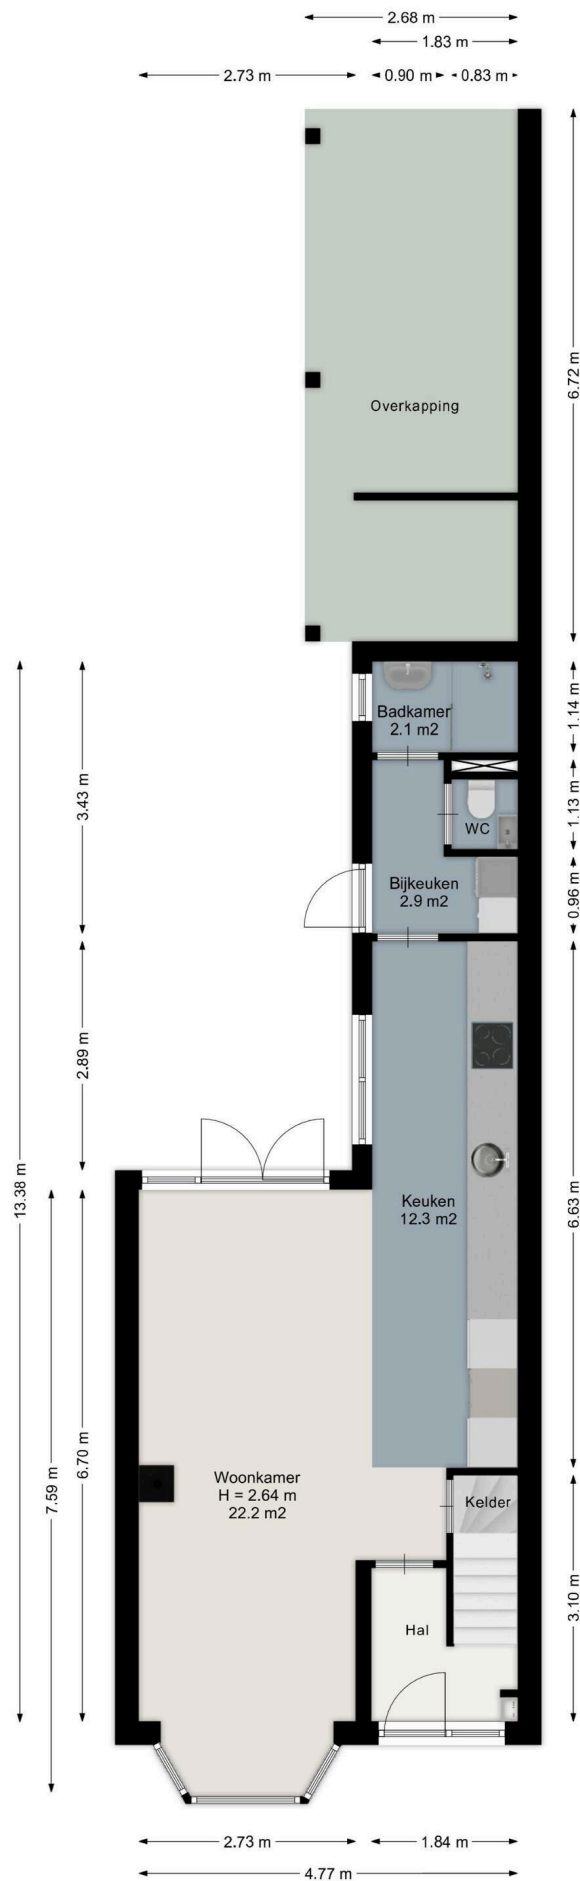 2.68 m
1.83 m
2.73 m
0.90 m
0.83 m
6.72 m
Overkapping
13.38 m
3.43 m
Badkamer
2.1 m2
1.14 m
WC
1.13 m
Bijkeuken
2.9 m2
0.96 m
2.89 m
Keuken
12.3 m2
6.63 m
7.59 m
6.70 m
Woonkamer
H = 2.64 m
22.2 m2
Kelder
Hal
3.10 m
2.73 m
1.84 m
4.77 m